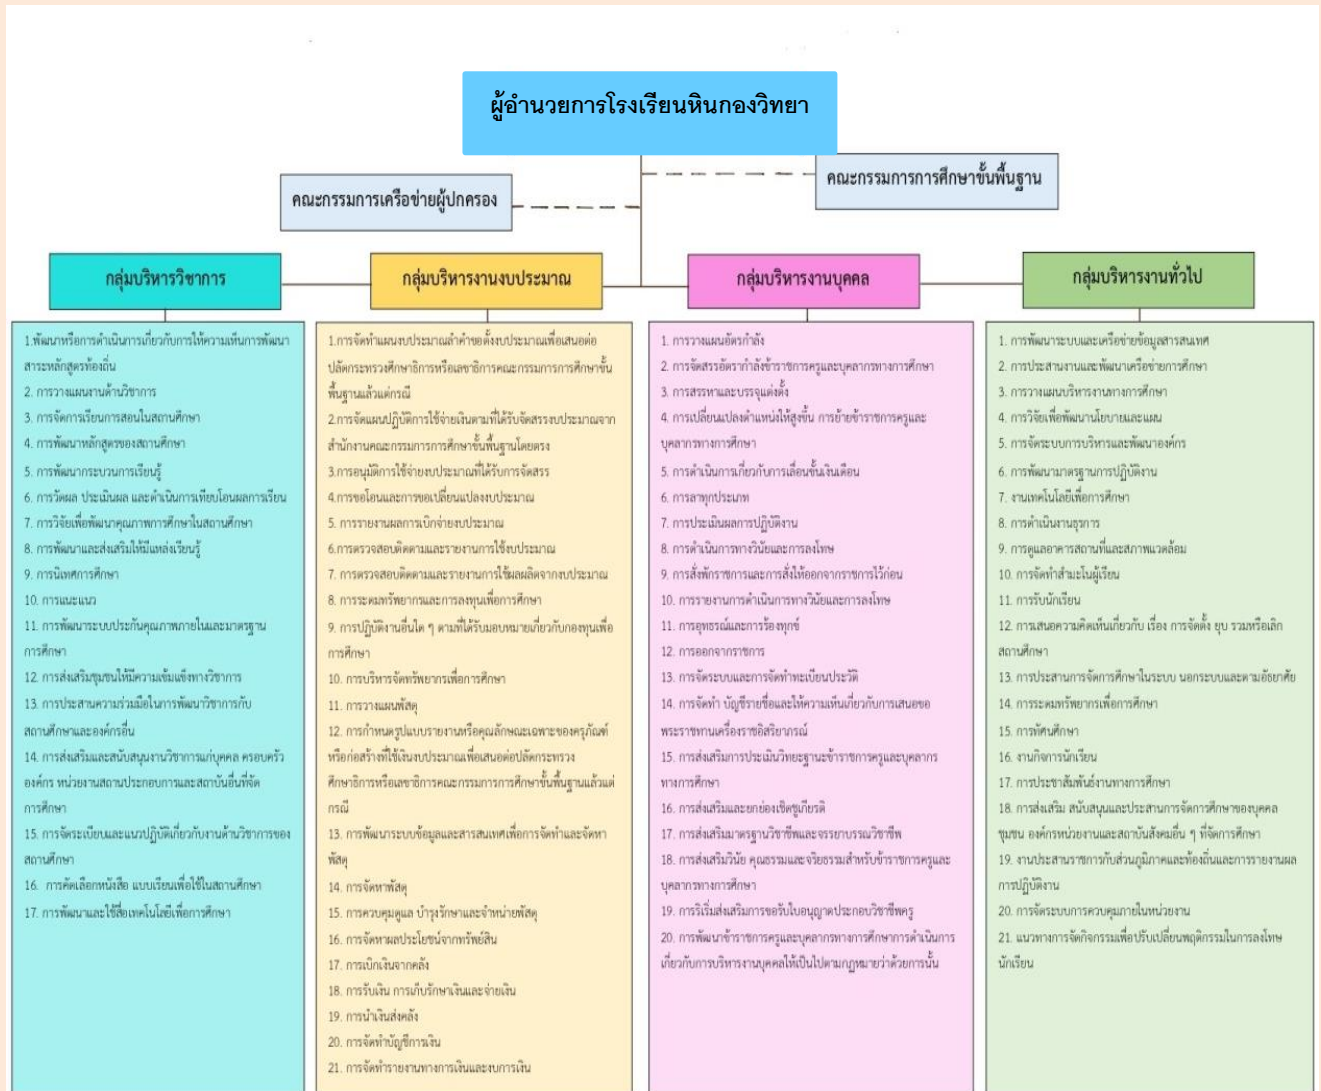 ผู้อำนวยการโรงเรียนหินกองวิทยา
คณะกรรมการการศึกษาขั้นพื้นฐาน
คณะกรรมการเครือข่ายผู้ปกครอง
กลุ่มบริหารวิชาการ
1.พัฒนาหรือการดำเนินการเกี่ยวกับการให้ความเห็นการพัฒนา
สาระหลักสูตรท้องถิ่น
2. การวางแผนงานด้านวิชาการ
3. การจัดการเรียนการสอนในสถานศึกษา
4. การพัฒนาหลักสูตรของสถานศึกษา
5. การพัฒนากระบวนการเรียนรู้
6. การวัดผล ประเมินผล และดำเนินการเทียบโอนผลการเรียน
7. การวิจัยเพื่อพัฒนาคุณภาพการศึกษาในสถานศึกษา
8. การพัฒนาและส่งเสริมให้มีแหล่งเรียนรู้
9. การนิเทศการศึกษา
10. การแนะแนว
11. การพัฒนาระบบประกันคุณภาพภายในและมาตรฐาน
การศึกษา
12. การส่งเสริมชุมชนให้มีความเข้มแข็งทางวิชาการ
13. การประสานความร่วมมือในการพัฒนาวิชาการกับ
สถานศึกษาและองค์กรอื่น
14. การส่งเสริมและสนับสนุนงานวิชาการแก่บุคคล ครอบครัว
องค์กร หน่วยงานสถานประกอบการและสถาบันอื่นที่จัด
การศึกษา
15. การจัดระเบียบและแนวปฏิบัติเกี่ยวกับงานด้านวิชาการของ
สถานศึกษา
16. การคัดเลือกหนังสือ แบบเรียนเพื่อใช้ในสถานศึกษา
17. การพัฒนาและใช้สื่อเทคโนโลยีเพื่อการศึกษา
กลุ่มบริหารงานงบประมาณ
1.การจัดทำแผนงบประมาณลำคำขอตั้งงบประมาณเพื่อเสนอต่อ
ปลัดกระทรวงศึกษาธิการหรือเลขาธิการคณะกรรมการการศึกษาขั้น
พื้นฐานแล้วแต่กรณี
2.การจัดแผนปฏิบัติการใช้จ่ายเงินตามที่ได้รับจัดสรรงบประมาณจาก
สำนักงานคณะกรรมการการศึกษาขั้นพื้นฐานโดยตรง
3.การอนุมัติการใช้จ่ายงบประมาณที่ได้รับการจัดสรร
4.การขอโอนและการขอเปลี่ยนแปลงงบประมาณ
5. การรายงานผลการเบิกจ่ายงบประมาณ
6.การตรวจสอบติดตามและรายงานการใช้งบประมาณ
7. การตรวจสอบติดตามและรายงานการใช้ผลผลิตจากงบประมาณ
8. การระดมทรัพยากรและการลงทุนเพื่อการศึกษา
9. การปฏิบัติงานอื่นใด ๆ ตามที่ได้รับมอบหมายเกี่ยวกับกองทุนเพื่อ
การศึกษา
10. การบริหารจัดทรัพยากรเพื่อการศึกษา
11. การวางแผนพัสดุ
12. การกำหนดรูปแบบรายงานหรือคุณลักษณะเฉพาะของครุภัณฑ์
หรือก่อสร้างที่ใช้เงินงบประมาณเพื่อเสนอต่อปลัดกระทรวง
ศึกษาธิการหรือเลขาธิการคณะกรรมการการศึกษาขั้นพื้นฐานแล้วแต่
กรณี
13. การพัฒนาระบบข้อมูลและสารสนเทศเพื่อการจัดทำและจัดหา
พัสดุ
14. การจัดหาพัสดุ
15. การควบคุมดูแล บำรุงรักษาและจำหน่ายพัสดุ
16. การจัดหาผลประโยชน์จากทรัพย์สิน
17. การเบิกเงินจากคลัง
18. การรับเงิน การเก็บรักษาเงินและจ่ายเงิน
19. การนำเงินส่งคลัง
20. การจัดทำบัญชีการเงิน
21. การจัดทำรายงานทางการเงินและงบการเงิน
กลุ่มบริหารงานบุคคล
1. การวางแผนอัตรกำลัง
2. การจัดสรรอัตรากำลังข้าราชการครูและบุคลากรทางการศึกษา
3. การสรรหาและบรรจุแต่งตั้ง
4. การเปลี่ยนแปลงตำแหน่งให้สูงขึ้น การย้ายข้าราชการครูและ
บุคลากรทางการศึกษา
5. การดำเนินการเกี่ยวกับการเลื่อนขั้นเงินเดือน
6. การลาทุกประเภท
7. การประเมินผลการปฏิบัติงาน
8. การดำเนินการทางวินัยและการลงโทษ
9. การสั่งพักราชการและการสั่งให้ออกจากราชการไว้ก่อน
10. การรายงานการดำเนินการทางวินัยและการลงโทษ
11. การอุทธรณ์และการร้องทุกข์
12. การออกจากราชการ
13. การจัดระบบและการจัดทำทะเบียนประวัติ
14. การจัดทำ บัญชีรายชื่อและให้ความเห็นเกี่ยวกับการเสนอขอ
พระราชทานเครื่องราชอิสริยาภรณ์
15. การส่งเสริมการประเมินวิทยะฐานะข้าราชการครูและบุคลากร
ทางการศึกษา
16. การส่งเสริมและยกย่องเชิดชูเกียรติ
17. การส่งเสริมมาตรฐานวิชาชีพและจรรยาบรรณวิชาชีพ
18. การส่งเสริมวินัย คุณธรรมและจริยธรรมสำหรับข้าราชการครูและ
บุคลากรทางการศึกษา
19. การริเริ่มส่งเสริมการขอรับใบอนุญาตประกอบวิชาชีพครู
20. การพัฒนาข้าราชการครูและบุคลากรทางการศึกษาการดำเนินการ
เกี่ยวกับการบริหารงานบุคคลให้เป็นไปตามกฎหมายว่าด้วยการนั้น
กลุ่มบริหารงานทั่วไป
1. การพัฒนาระบบและเครือข่ายข้อมูลสารสนเทศ
2. การประสานงานและพัฒนาเครือข่ายการศึกษา
3. การวางแผนบริหารงานทางการศึกษา
4. การวิจัยเพื่อพัฒนานโยบายและแผน
5. การจัดระบบการบริหารและพัฒนาองค์กร
6. การพัฒนามาตรฐานการปฏิบัติงาน
7. งานเทคโนโลยีเพื่อการศึกษา
8. การดำเนินงานธุรการ
9. การดูแลอาคารสถานที่และสภาพแวดล้อม
10. การจัดทำสำมะโนผู้เรียน
11. การรับนักเรียน
12. การเสนอความคิดเห็นเกี่ยวกับ เรื่อง การจัดตั้ง ยุบ รวมหรือเลิก
สถานศึกษา
13. การประสานการจัดการศึกษาในระบบ นอกระบบและตามอัธยาศัย
14. การระดมทรัพยากรเพื่อการศึกษา
15. การทัศนศึกษา
16. งานกิจการนักเรียน
17. การประชาสัมพันธ์งานทางการศึกษา
18. การส่งเสริม สนับสนุนและประสานการจัดการศึกษาของบุคคล
ชุมชน องค์กรหน่วยงานและสถาบันสังคมอื่น ๆ ที่จัดการศึกษา
19. งานประสานราชการกับส่วนภูมิภาคและท้องถิ่นและการรายงานผล
การปฏิบัติงาน
20. การจัดระบบการควบคุมภายในหน่วยงาน
21. แนวทางการจัดกิจกรรมเพื่อปรับเปลี่ยนพฤติกรรมในการลงโทษ
นักเรียน